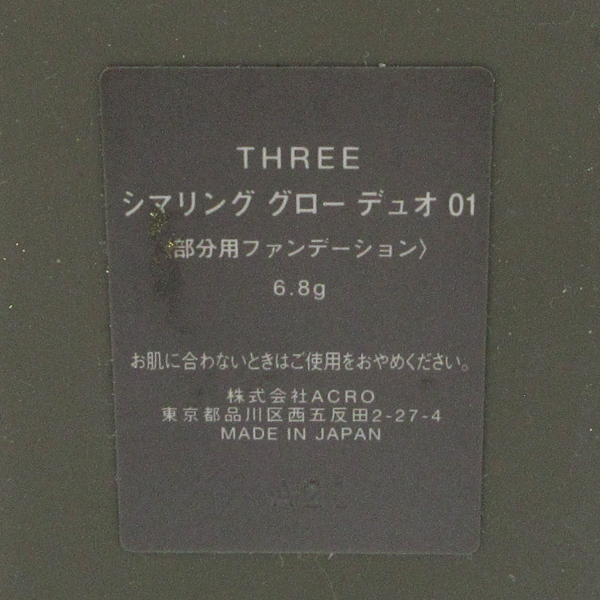 THREE
シマリング グロー デュオ 01
〈部分用ファンデーション〉
6.8g
お肌に合わないときはご使用をおやめください。
株式会社ACRO
東京都品川区西五反田2-27-4
MADE IN JAPAN